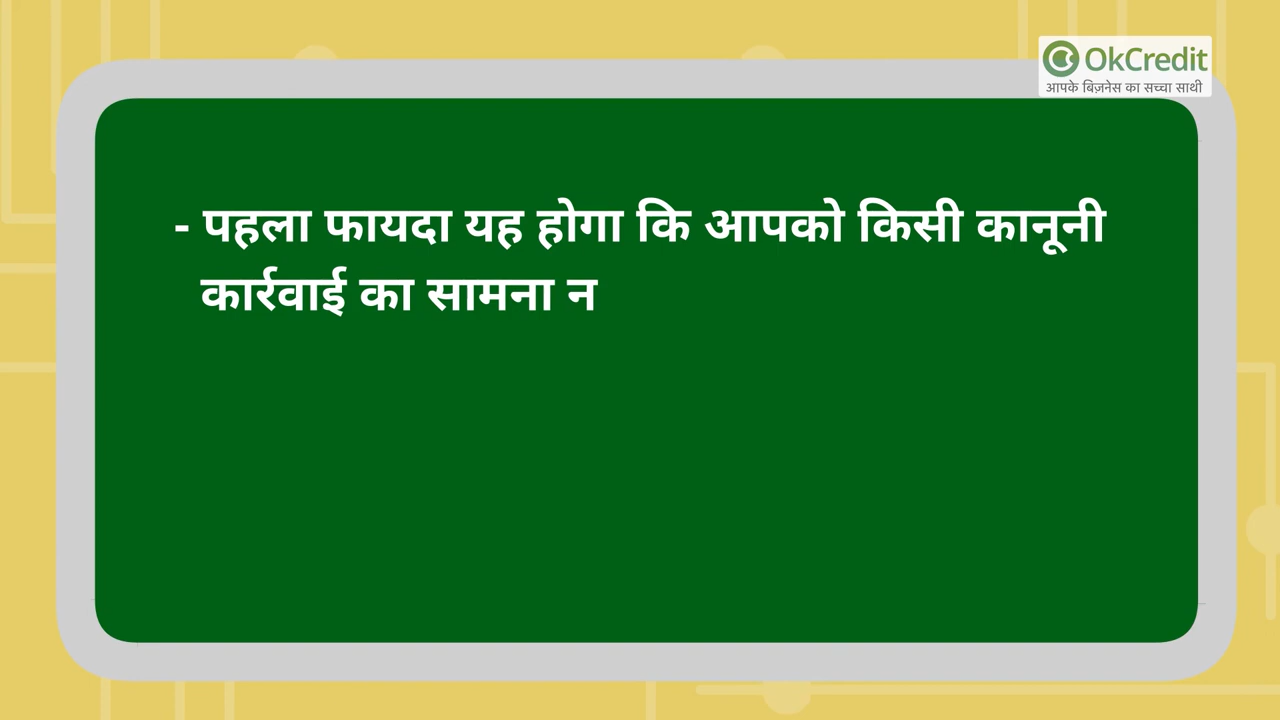 OkCredit
आपके बिज़नेस का सच्चा साथी
- पहला फायदा यह होगा कि आपको किसी कानूनी
कार्रवाई का सामना न